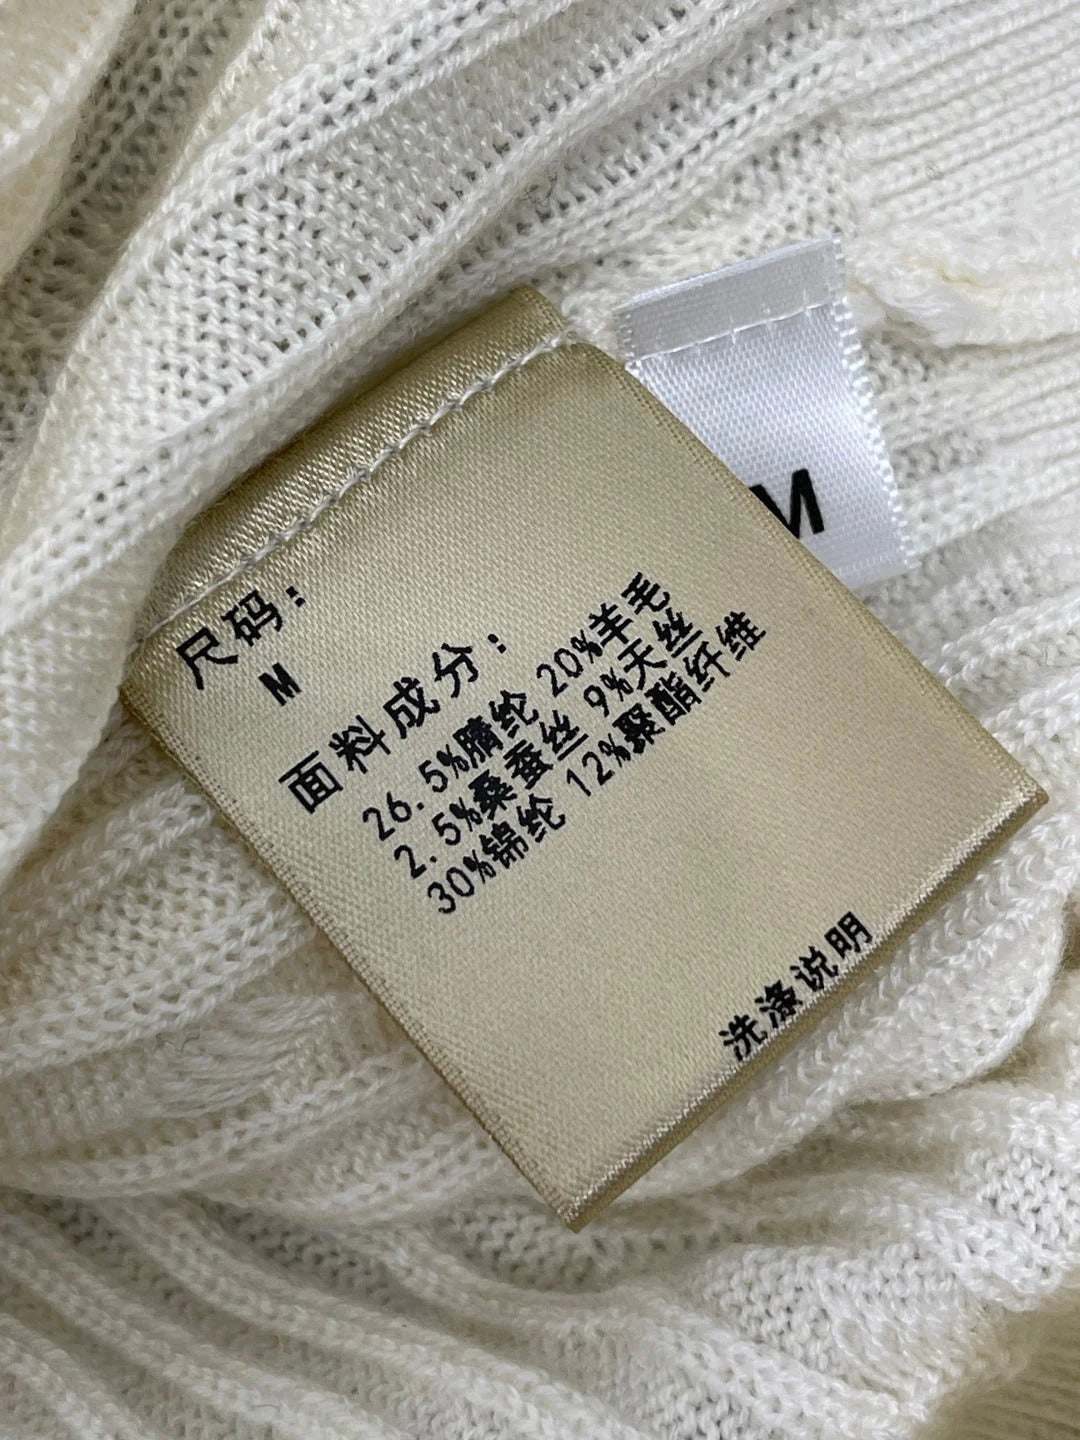 尺码：
M
面料成分：
26.5%腈纶 20%羊毛
2.5%桑蚕丝 9%天丝
30%锦纶 12%聚酯纤维
洗涤说明
M